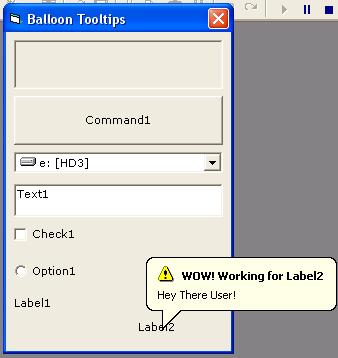 Balloon Tooltips
Command1
e: [HD3]
Text1
Check1
Option1
WOW! Working for Label2
Hey There User!
Label1
Label2